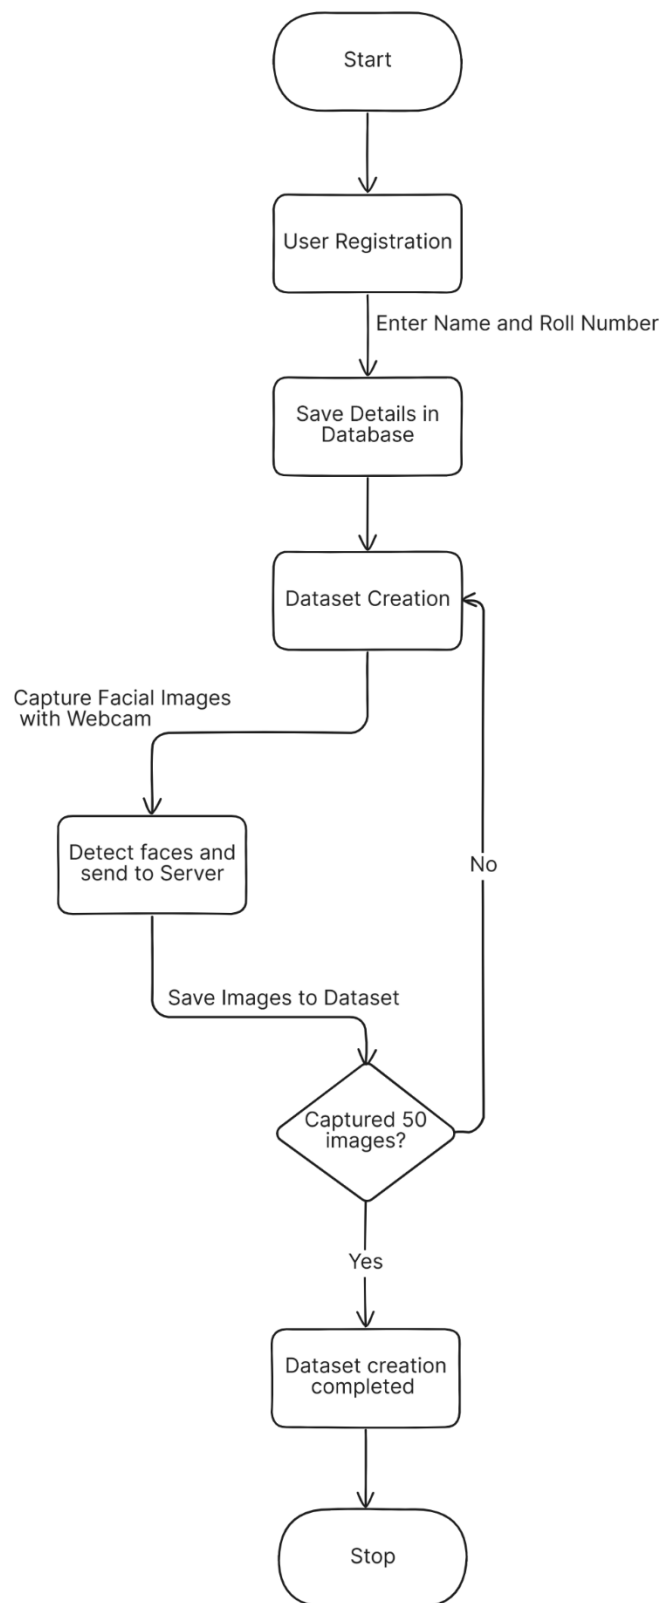 Start
User Registration
Enter Name and Roll Number
Save Details in
Database
Dataset Creation
Capture Facial Images
with Webcam
Detect faces and
send to Server
No
Save Images to Dataset
Captured 50
images?
Yes
Dataset creation
completed
Stop